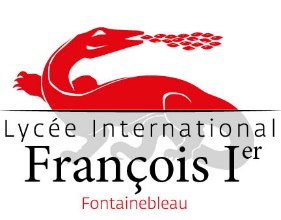 Lycée International
François Ier
Fontainebleau